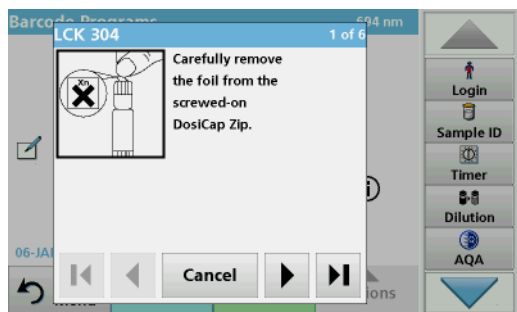 Barcode Programs
694 nm
LCK 304
1 of 6
Xn
Carefully remove
the foil from the
screwed-on
DosiCap Zip.
Login
Sample ID
Timer
Dilution
AQA
06-JA
Cancel